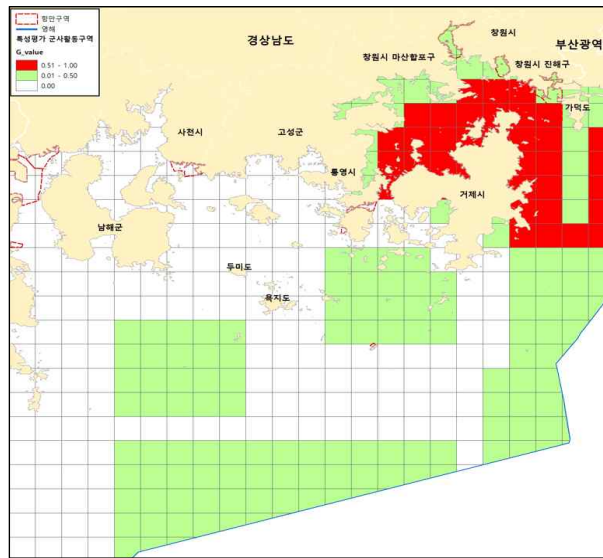 항만구역
영해
특성평가 군사활동구역
G_value
0.51 - 1.00
0.01 - 0.50
0.00
경상남도
창원시
부산광역
창원시 마산합포구
창원시 진해구
가덕도
사천시
고성군
통영시
거제시
남해군
두미도
욕지도